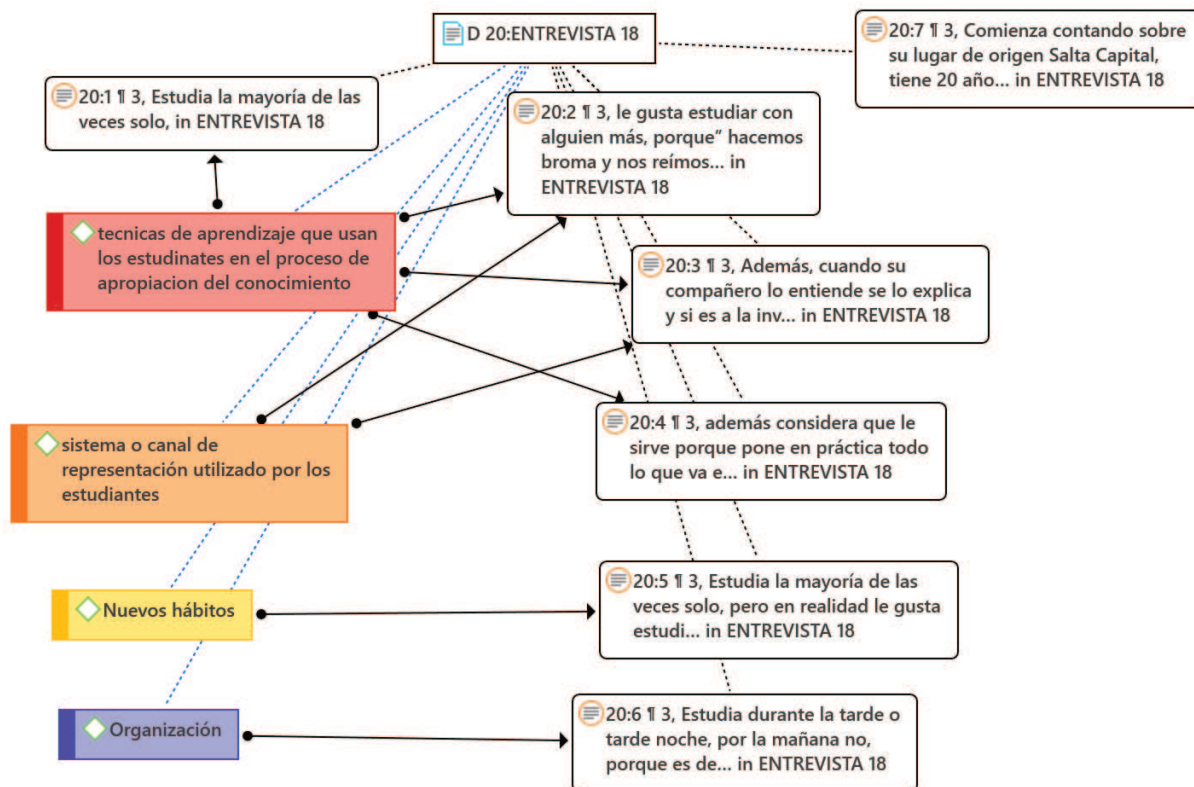 D 20:ENTREVISTA 18
20:7 ¶ 3, Comienza contando sobre
su lugar de origen Salta Capital,
tiene 20 año... in ENTREVISTA 18
20:1 ¶ 3, Estudia la mayoría de las
veces solo, in ENTREVISTA 18
20:2 ¶ 3, le gusta estudiar con
alguien más, porque” hacemos
broma y nos reímos... in
ENTREVISTA 18
tecnicas de aprendizaje que usan
los estudinates en el proceso de
apropiacion del conocimiento
20:3 ¶ 3, Además, cuando su
compañero lo entiende se lo explica
y si es a la inv... in ENTREVISTA 18
20:4 ¶ 3, además considera que le
sirve porque pone en práctica todo
lo que va e... in ENTREVISTA 18
sistema o canal de
representación utilizado por los
estudiantes
20:5 ¶ 3, Estudia la mayoría de las
veces solo, pero en realidad le gusta
estudi... in ENTREVISTA 18
Nuevos hábitos
20:6 ¶ 3, Estudia durante la tarde o
tarde noche, por la mañana no,
porque es de... in ENTREVISTA 18
Organización